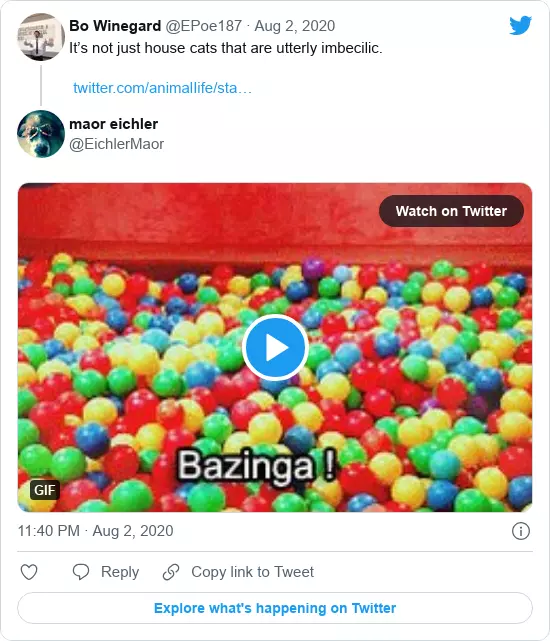 Bo Winegard @EPoe187 · Aug 2, 2020
It's not just house cats that are utterly imbecilic.
twitter.com/animallife/sta…
maor eichler
@EichlerMaor
Watch on Twitter
Bazinga !
GIF
11:40 PM · Aug 2, 2020
Reply
Copy link to Tweet
Explore what's happening on Twitter